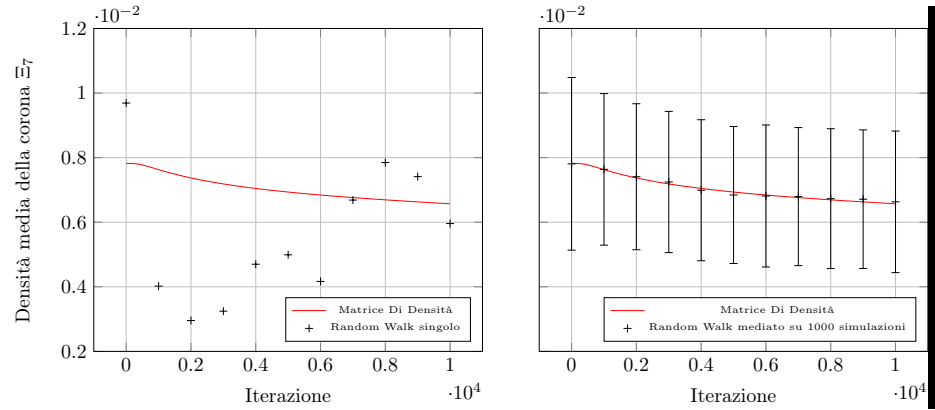 ·10⁻²
1.2
1
0.8
0.6
0.4
0.2
Densità media della corona Ξ₇
0 0.2 0.4 0.6 0.8 1
·10⁴
Iterazione
Matrice Di Densità
Random Walk singolo
·10⁻²
0 0.2 0.4 0.6 0.8 1
·10⁴
Iterazione
Matrice Di Densità
Random Walk mediato su 1000 simulazioni